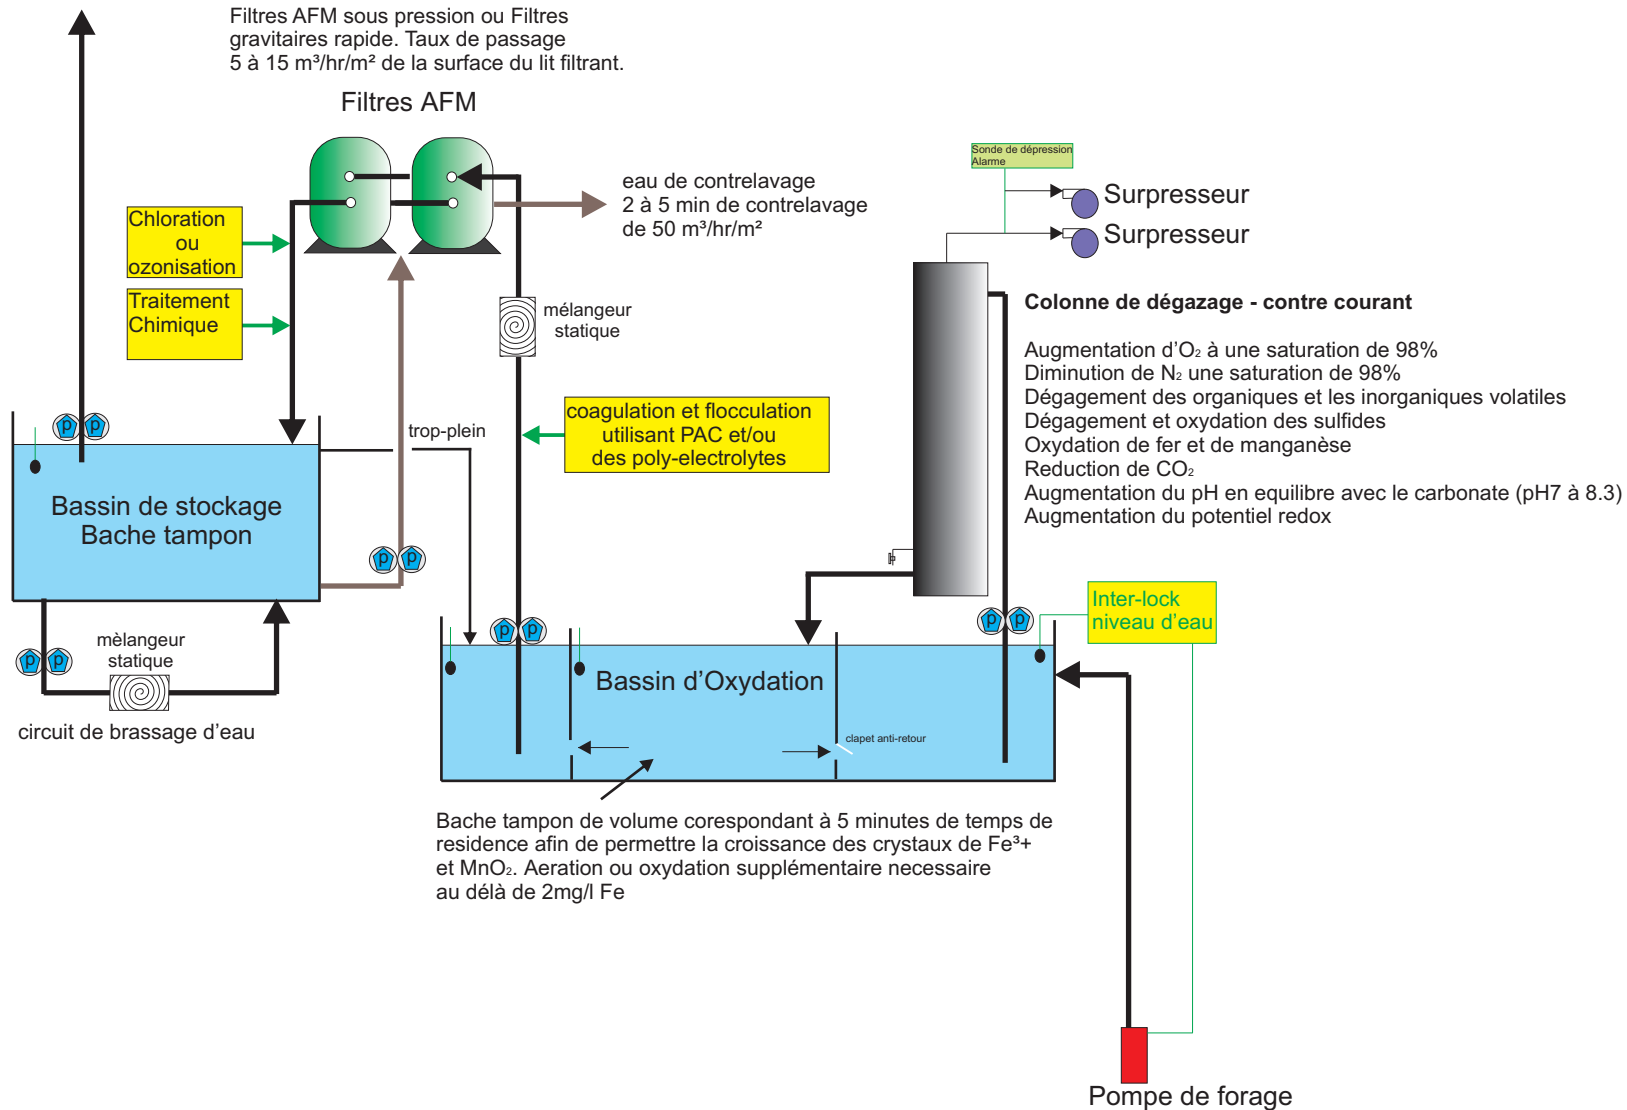 Filtres AFM sous pression ou Filtres
gravitaires rapide. Taux de passage
5 à 15 m³/hr/m² de la surface du lit filtrant.
Filtres AFM
Sonde de dépression
Alarme
Surpresseur
Surpresseur
eau de contrelavage
2 à 5 min de contrelavage
de 50 m³/hr/m²
Chloration
ou
ozonisation
Traitement
Chimique
mélangeur
statique
Colonne de dégazage - contre courant
Augmentation d'O₂ à une saturation de 98%
Diminution de N₂ une saturation de 98%
Dégagement des organiques et les inorganiques volatiles
Dégagement et oxydation des sulfides
Oxydation de fer et de manganèse
Reduction de CO₂
Augmentation du pH en equilibre avec le carbonate (pH7 à 8.3)
Augmentation du potentiel redox
coagulation et flocculation
utilisant PAC et/ou
des poly-electrolytes
p p
trop-plein
Bassin de stockage
Bache tampon
p p
p p
p p
Inter-lock
niveau d'eau
p p
mèlangeur
statique
circuit de brassage d'eau
Bassin d'Oxydation
clapet anti-retour
Bache tampon de volume corespondant à 5 minutes de temps de
residence afin de permettre la croissance des crystaux de Fe³+
et MnO₂. Aeration ou oxydation supplémentaire necessaire
au délà de 2mg/l Fe
Pompe de forage